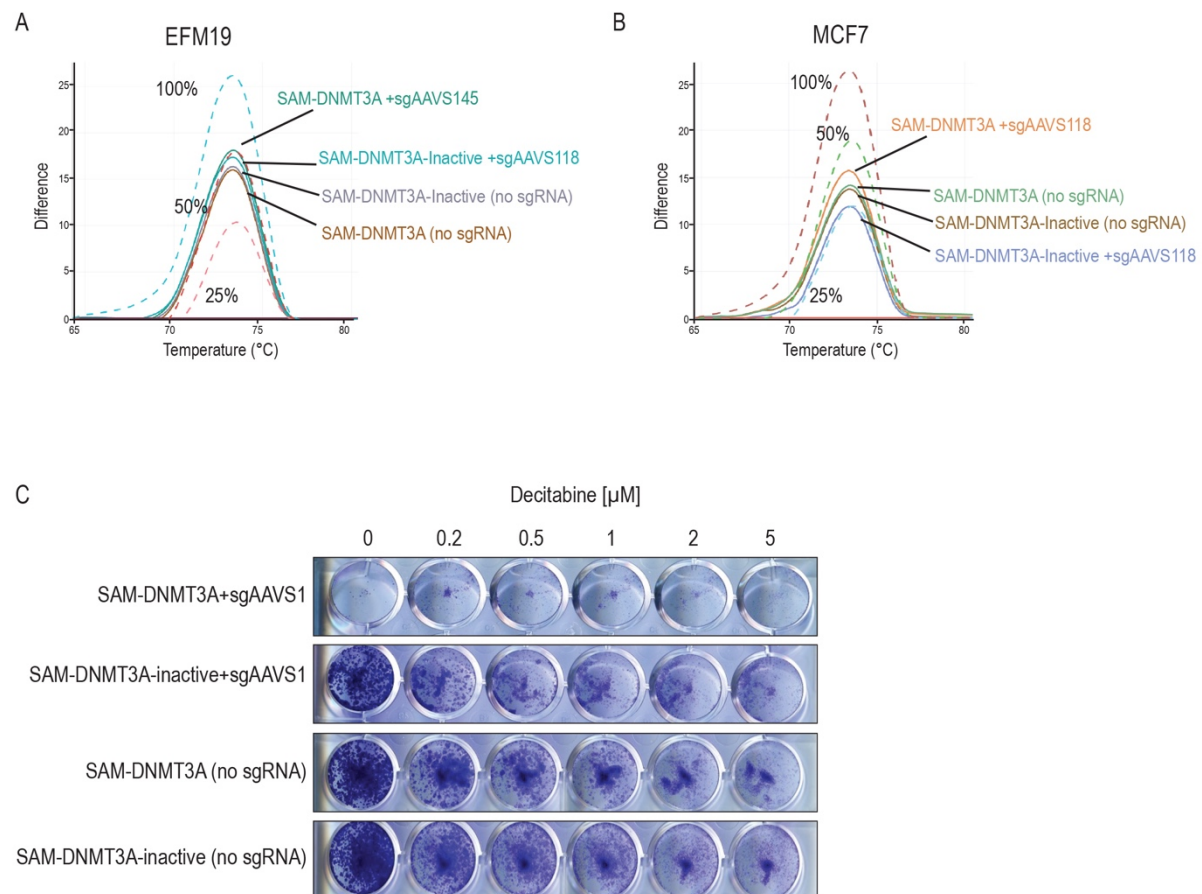 A
EFM19
Difference
25
20
15
10
5
0
65
70
75
80
Temperature (°C)
100%
50%
25%
SAM-DNMT3A +sgAAVS145
SAM-DNMT3A-Inactive +sgAAVS118
SAM-DNMT3A-Inactive (no sgRNA)
SAM-DNMT3A (no sgRNA)
B
MCF7
Difference
25
20
15
10
5
0
65
70
75
80
Temperature (°C)
100%
50%
25%
SAM-DNMT3A +sgAAVS118
SAM-DNMT3A (no sgRNA)
SAM-DNMT3A-Inactive (no sgRNA)
SAM-DNMT3A-Inactive +sgAAVS118
C
Decitabine [µM]
0 0.2 0.5 1 2 5
SAM-DNMT3A+sgAAVS1
SAM-DNMT3A-inactive+sgAAVS1
SAM-DNMT3A (no sgRNA)
SAM-DNMT3A-inactive (no sgRNA)